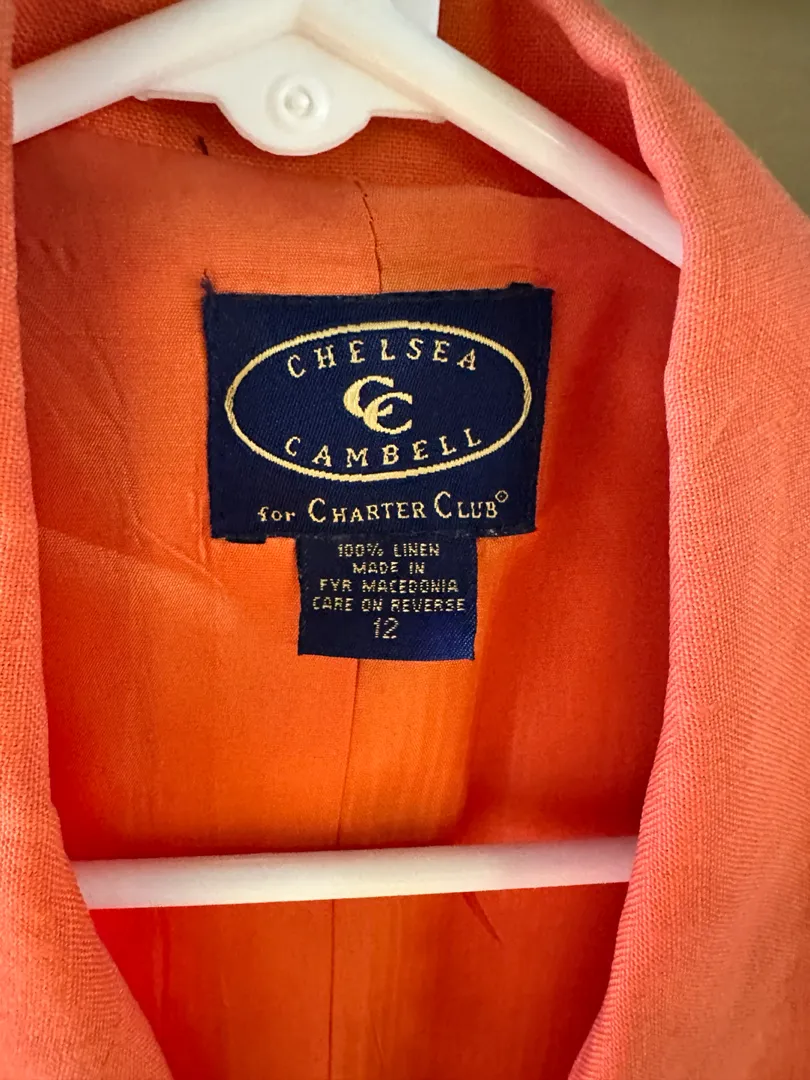 CHELSEA
CC
CAMBELL
for CHARTER CLUB©
100% LINEN
MADE IN
FYR MACEDONIA
CARE ON REVERSE
12